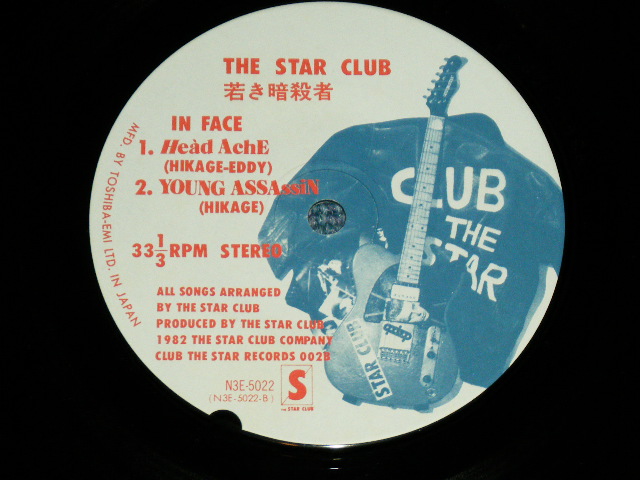 THE STAR CLUB
若き暗殺者
IN FACE
1. Heàd AchE
(HIKAGE-EDDY)
2. YOUNG ASSAssiN
(HIKAGE)
33 1/3 RPM STEREO
ALL SONGS ARRANGED
BY THE STAR CLUB
PRODUCED BY THE STAR CLUB
1982 THE STAR CLUB COMPANY
CLUB THE STAR RECORDS 002B
N3E-5022
(N3E-5022-B)
S
THE STAR CLUB
MFD. BY TOSHIBA-EMI LTD. IN JAPAN
CLUB
THE
STAR
STAR CLUB